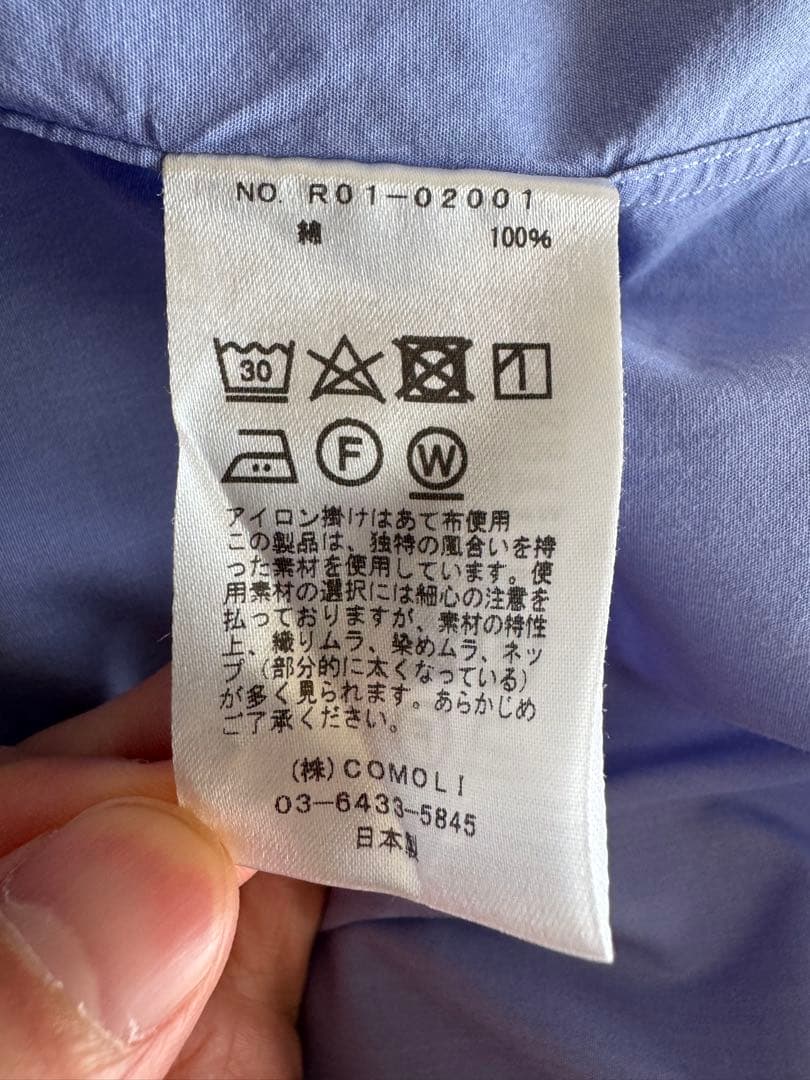 NO. R01-02001
綿 100%
30
F W
アイロン掛けはあて布使用
この製品は、独特の風合いを持
った素材を使用しています。使
用素材の選択には細心の注意を
払っておりますが、素材の特性
上、織りムラ、染めムラ、ネッ
プ(部分的に太くなっている)
が多く見られます。あらかじめ
ご了承ください。
(株)COMOLI
03-6433-5845
日本製